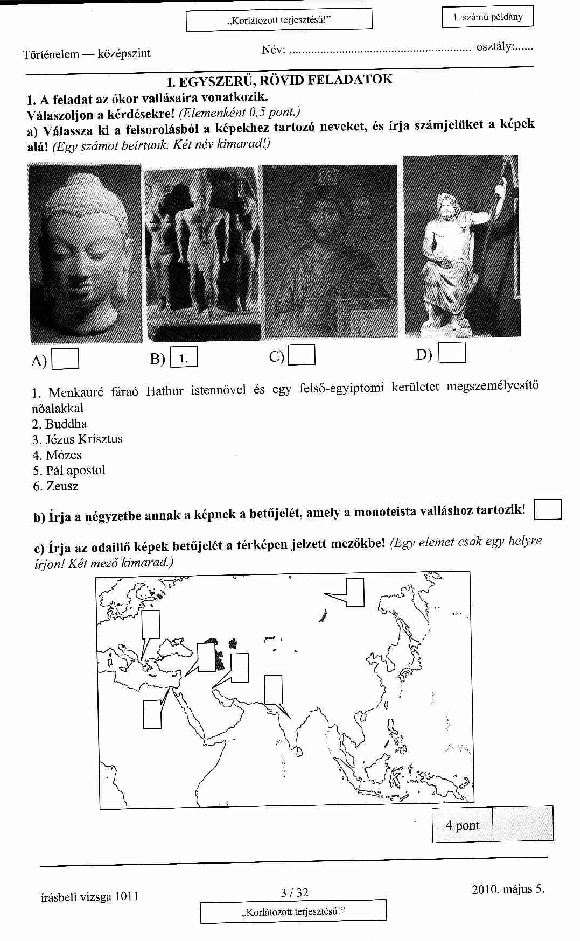 „Korlátozott terjesztésű!”
1. számú példány
Történelem — középszint
Név: ........................................................... osztály:......
I. EGYSZERŰ, RÖVID FELADATOK
1. A feladat az ókor vallásaira vonatkozik.
Válaszoljon a kérdésekre! (Elemenként 0,5 pont.)
a) Válassza ki a felsorolásból a képekhez tartozó neveket, és írja számjelüket a képek
alá! (Egy számot beírtunk. Két név kimarad!)
A)
B) 1.
C)
D)
1. Menkauré fáraó Hathor istennővel és egy felső-egyiptomi kerületet megszemélyesítő
nőalakkal
2. Buddha
3. Jézus Krisztus
4. Mózes
5. Pál apostol
6. Zeusz
b) Írja a négyzetbe annak a képnek a betűjelét, amely a monoteista valláshoz tartozik!
c) Írja az odaillő képek betűjelét a térképen jelzett mezőkbe! (Egy elemet csak egy helyre
írjon! Két mező kimarad.)
4 pont
írásbeli vizsga 1011
3 / 32
2010. május 5.
„Korlátozott terjesztésű!”